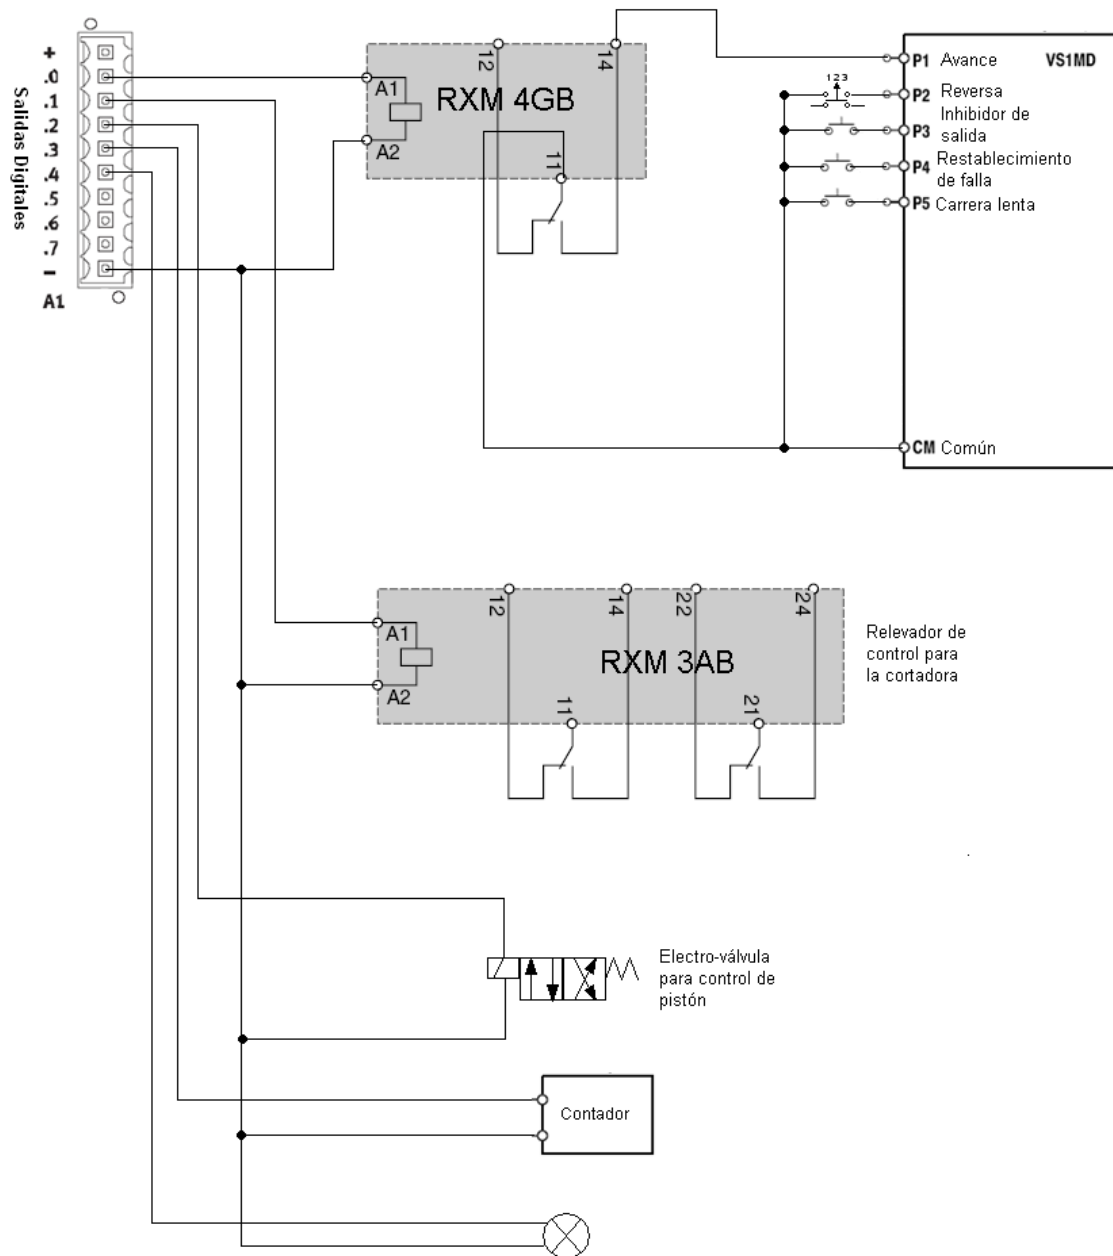 Salidas Digitales
+
.0
.1
.2
.3
.4
.5
.6
.7
–
A1
RXM 4GB
A1
A2
12
14
11
VS1MD
P1 Avance
1 2 3
P2 Reversa
P3 Inhibidor de
salida
P4 Restablecimiento
de falla
P5 Carrera lenta
CM Común
RXM 3AB
A1
A2
12
14
22
24
11
21
Relevador de
control para
la cortadora
Electro-válvula
para control de
pistón
Contador